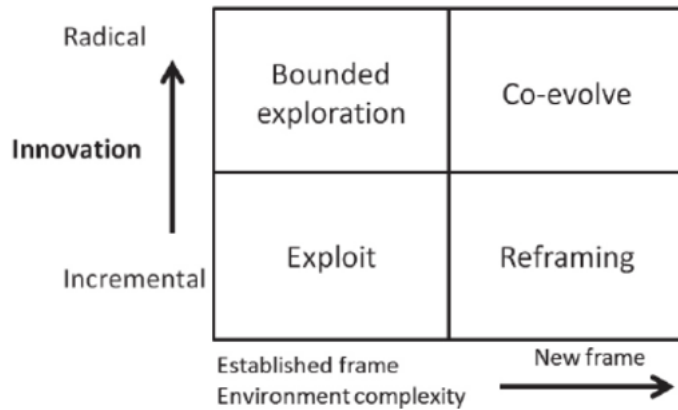 Radical
Bounded
exploration
Co-evolve
Innovation
Incremental
Exploit
Reframing
Established frame
New frame
Environment complexity